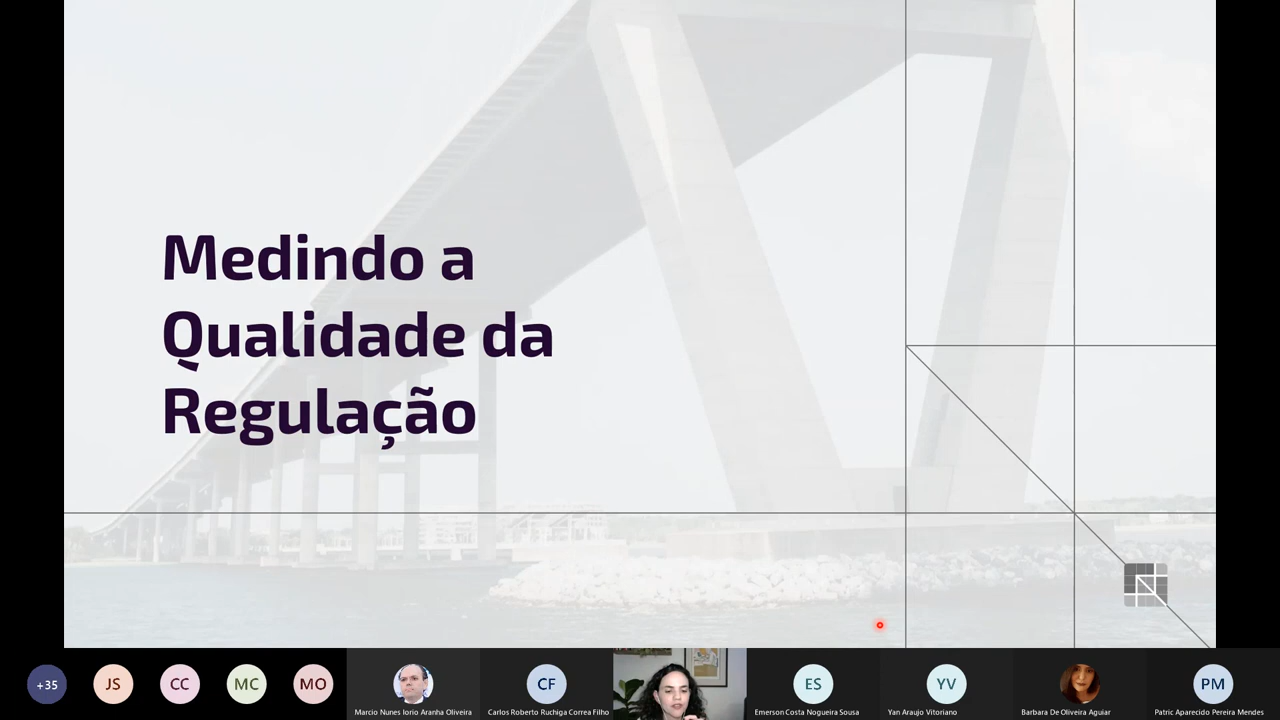 Medindo a
Qualidade da
Regulação
+35
JS
CC
MC
MO
Marcio Nunes Iorio Aranha Oliveira
CF
Carlos Roberto Ruchiga Correa Filho
ES
Emerson Costa Nogueira Sousa
YV
Yan Araujo Vitoriano
Barbara De Oliveira Aguiar
PM
Patric Aparecido Pereira Mendes